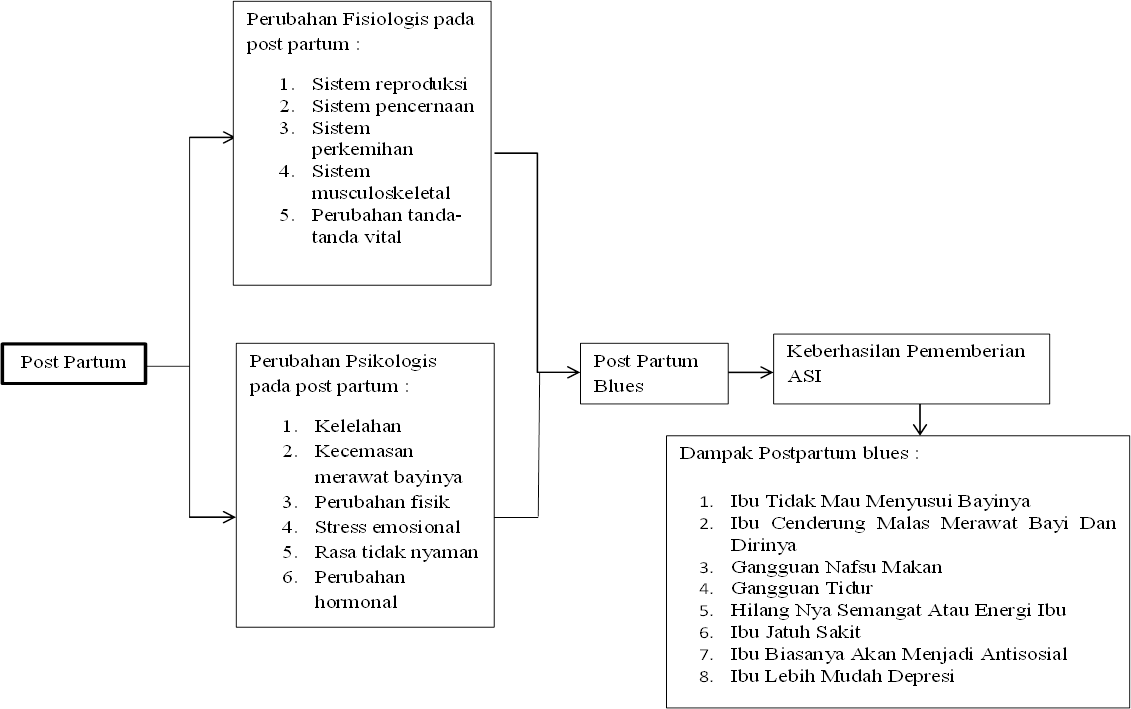 Perubahan Fisiologis pada
post partum :
1. Sistem reproduksi
2. Sistem pencernaan
3. Sistem
perkemihan
4. Sistem
musculoskeletal
5. Perubahan tanda-
tanda vital
Post Partum
Perubahan Psikologis
pada post partum :
1. Kelelahan
2. Kecemasan
merawat bayinya
3. Perubahan fisik
4. Stress emosional
5. Rasa tidak nyaman
6. Perubahan
hormonal
Post Partum
Blues
Keberhasilan Pememberian
ASI
Dampak Postpartum blues :
1. Ibu Tidak Mau Menyusui Bayinya
2. Ibu Cenderung Malas Merawat Bayi Dan
Dirinya
3. Gangguan Nafsu Makan
4. Gangguan Tidur
5. Hilang Nya Semangat Atau Energi Ibu
6. Ibu Jatuh Sakit
7. Ibu Biasanya Akan Menjadi Antisosial
8. Ibu Lebih Mudah Depresi